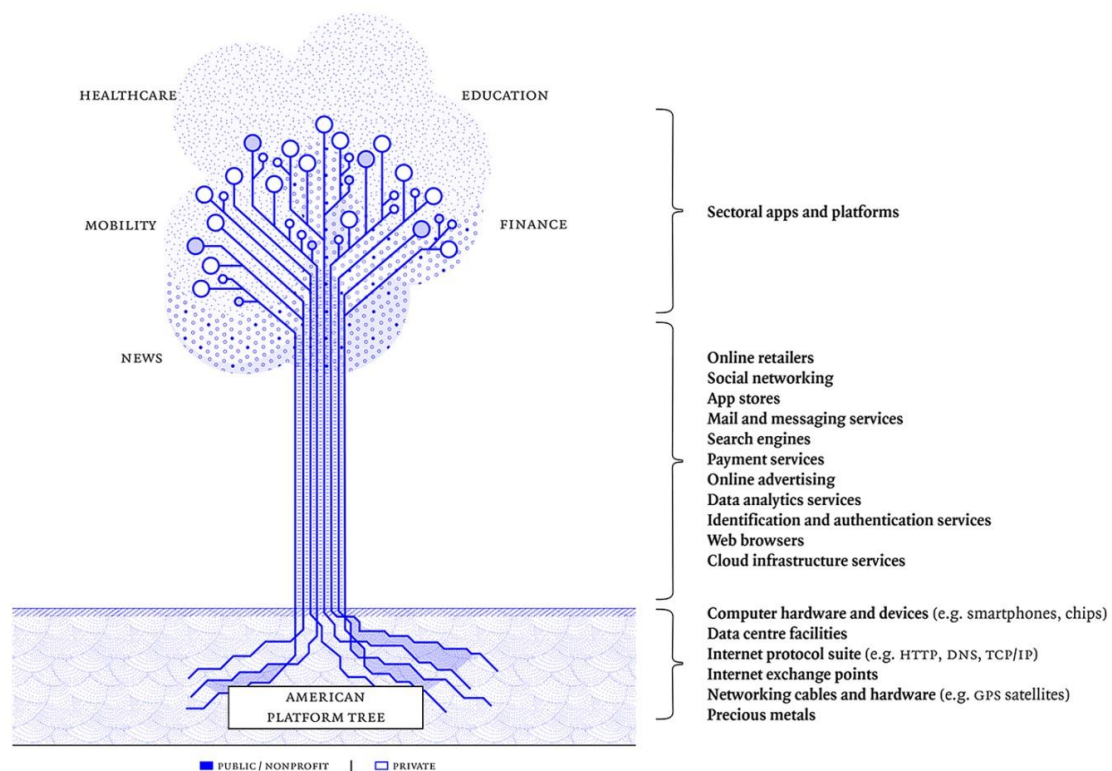 HEALTHCARE
EDUCATION
MOBILITY
FINANCE
NEWS
Sectoral apps and platforms
Online retailers
Social networking
App stores
Mail and messaging services
Search engines
Payment services
Online advertising
Data analytics services
Identification and authentication services
Web browsers
Cloud infrastructure services
Computer hardware and devices (e.g. smartphones, chips)
Data centre facilities
Internet protocol suite (e.g. HTTP, DNS, TCP/IP)
Internet exchange points
Networking cables and hardware (e.g. GPS satellites)
Precious metals
AMERICAN
PLATFORM TREE
PUBLIC / NONPROFIT | PRIVATE